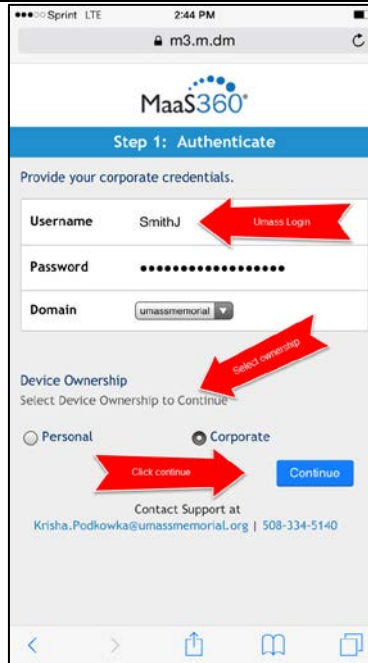 Sprint LTE 2:44 PM
m3.m.dm
MaaS360
Step 1: Authenticate
Provide your corporate credentials.
Username SmithJ Umass Login
Password ••••••••••••••••••
Domain umassmemorial
Select ownership
Device Ownership
Select Device Ownership to Continue
Personal Corporate
Click continue Continue
Contact Support at
Krisha.Podkowka@umassmemorial.org | 508-334-5140